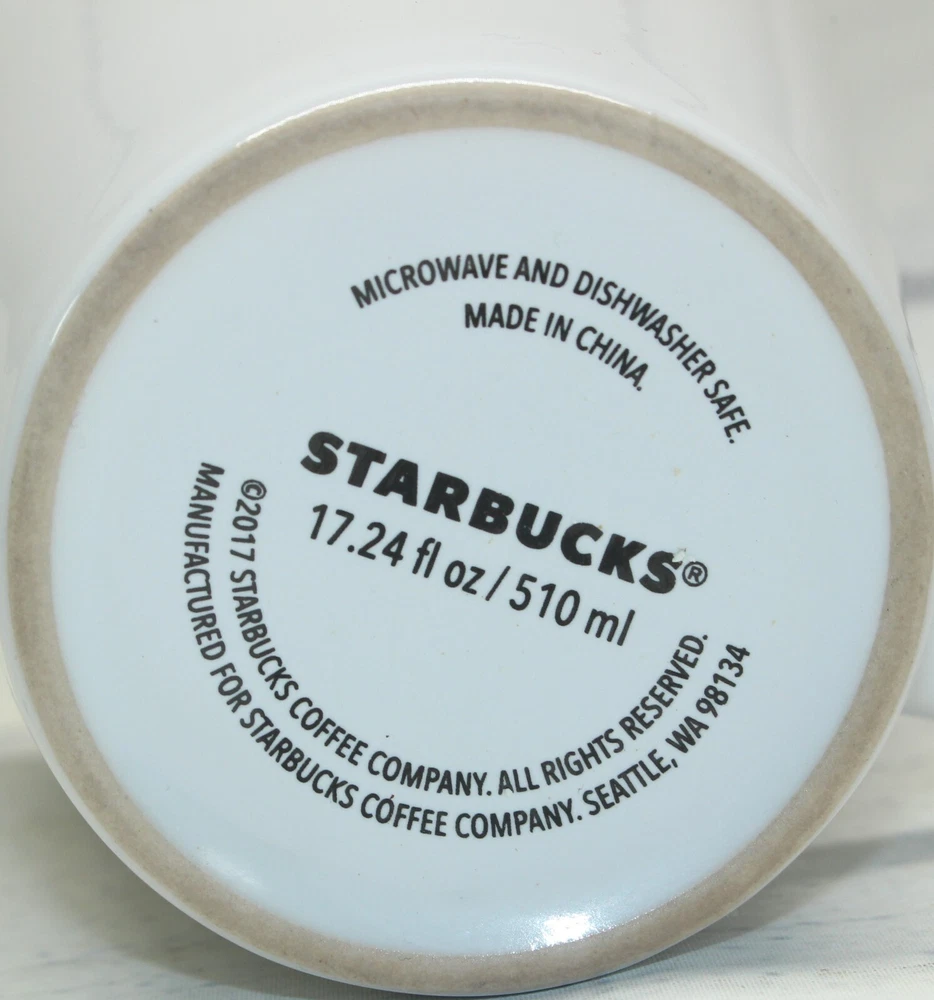 MICROWAVE AND DISHWASHER SAFE.
MADE IN CHINA.
STARBUCKS®
17.24 fl oz / 510 ml
©2017 STARBUCKS COFFEE COMPANY. ALL RIGHTS RESERVED.
MANUFACTURED FOR STARBUCKS COFFEE COMPANY. SEATTLE, WA 98134